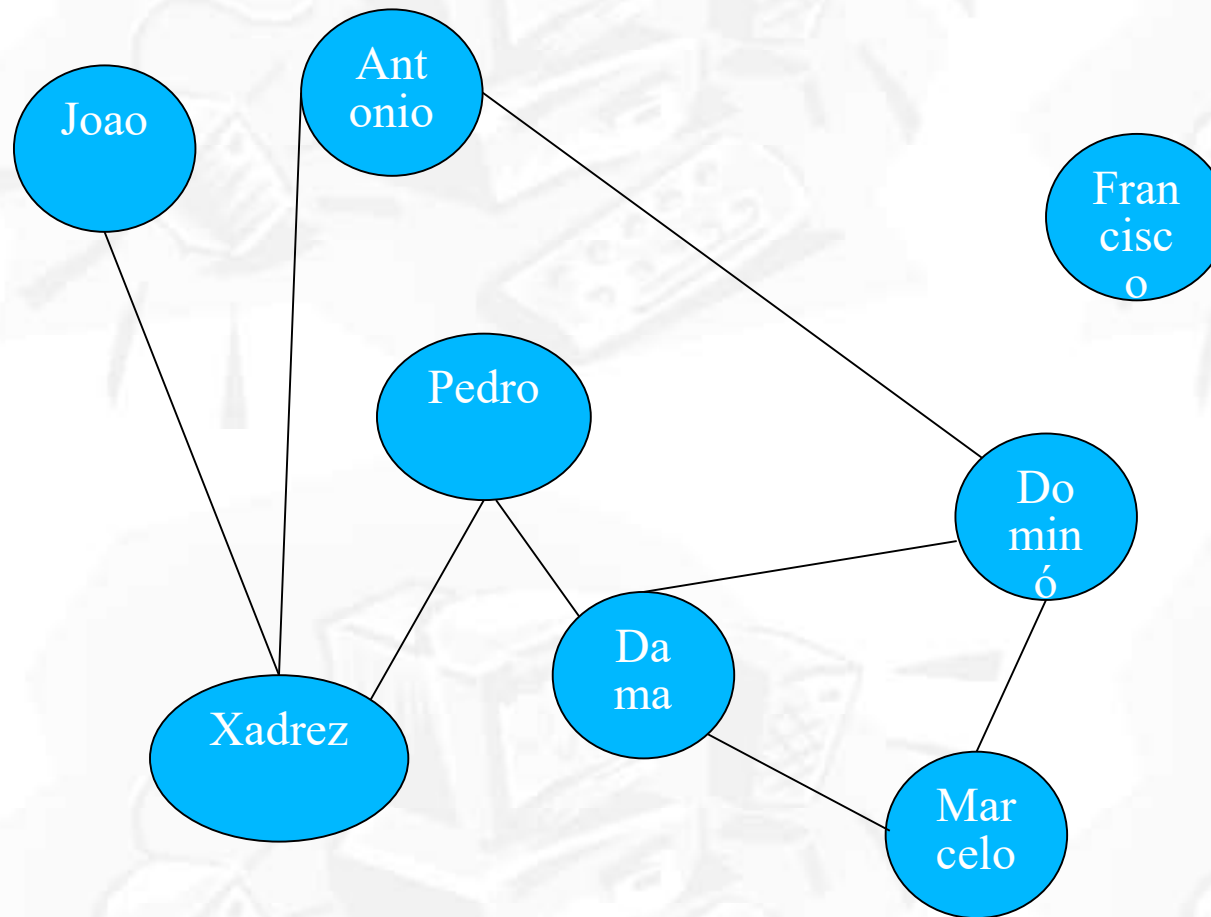 Joao
Ant
onio
Fran
cisc
o
Pedro
Do
min
ó
Da
ma
Xadrez
Mar
celo